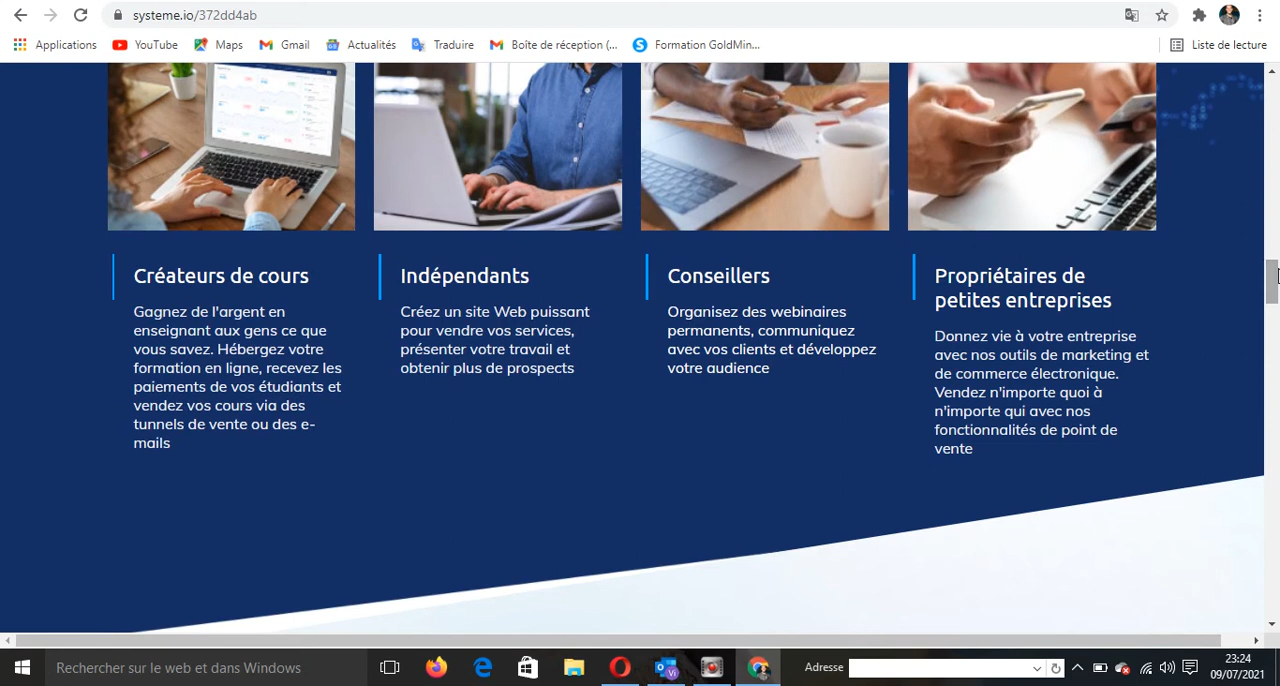 systeme.io/372dd4ab
Applications
YouTube
Maps
Gmail
Actualités
Traduire
Boîte de réception (...
Formation GoldMin...
Liste de lecture
Créateurs de cours
Gagnez de l'argent en
enseignant aux gens ce que
vous savez. Hébergez votre
formation en ligne, recevez les
paiements de vos étudiants et
vendez vos cours via des
tunnels de vente ou des e-
mails
Indépendants
Créez un site Web puissant
pour vendre vos services,
présenter votre travail et
obtenir plus de prospects
Conseillers
Organisez des webinaires
permanents, communiquez
avec vos clients et développez
votre audience
Propriétaires de
petites entreprises
Donnez vie à votre entreprise
avec nos outils de marketing et
de commerce électronique.
Vendez n'importe quoi à
n'importe qui avec nos
fonctionnalités de point de
vente
Rechercher sur le web et dans Windows
Adresse
23:24
09/07/2021